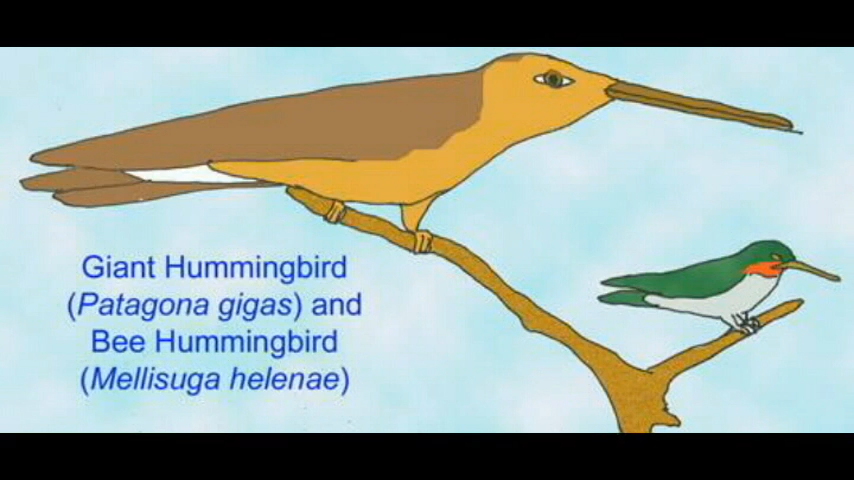 Giant Hummingbird
(Patagona gigas) and
Bee Hummingbird
(Mellisuga helenae)